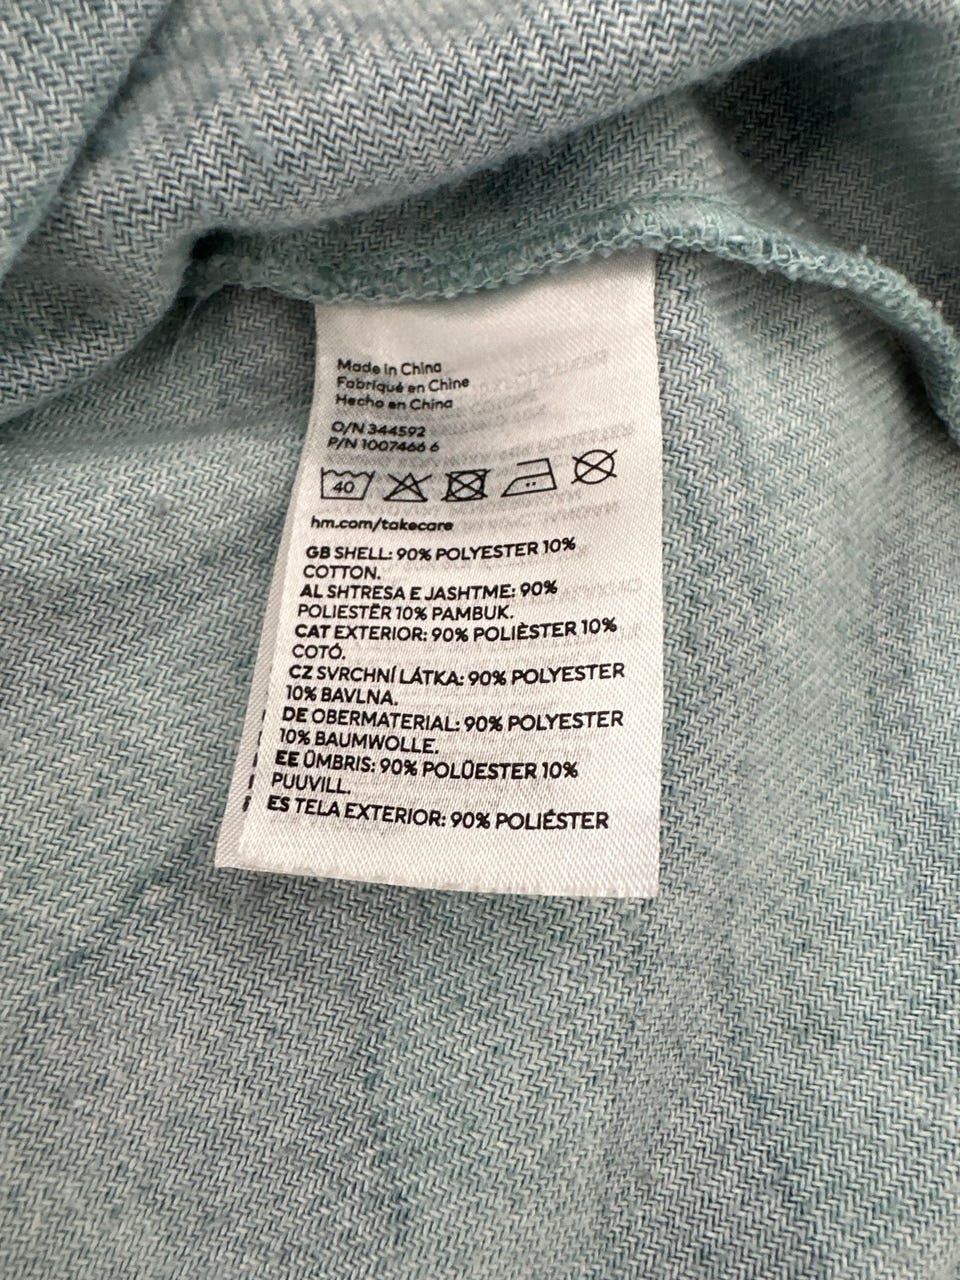 Made in China
Fabriqué en Chine
Hecho en China
O/N 344592
P/N 1007466 6
40
hm.com/takecare
GB SHELL: 90% POLYESTER 10%
COTTON.
AL SHTRESA E JASHTME: 90%
POLIESTËR 10% PAMBUK.
CAT EXTERIOR: 90% POLIÈSTER 10%
COTÓ.
CZ SVRCHNÍ LÁTKA: 90% POLYESTER
10% BAVLNA.
DE OBERMATERIAL: 90% POLYESTER
10% BAUMWOLLE.
EE ÜMBRIS: 90% POLÜESTER 10%
PUUVILL.
ES TELA EXTERIOR: 90% POLIÉSTER